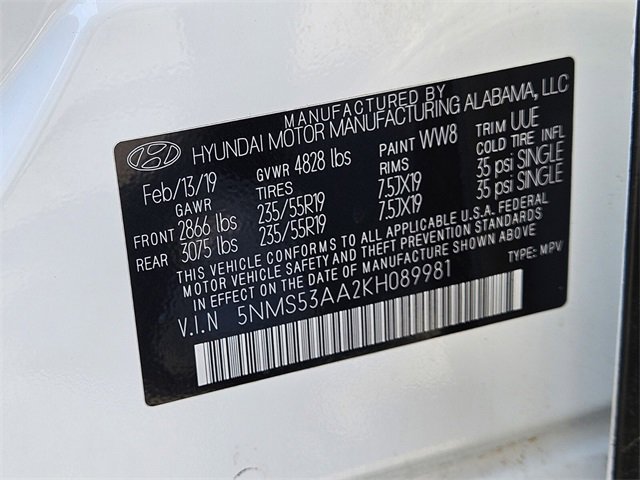 MANUFACTURED BY
HYUNDAI MOTOR MANUFACTURING ALABAMA, LLC
Feb/13/19 GVWR 4828 lbs PAINT WW8 TRIM UUE
GAWR TIRES RIMS COLD TIRE INFL
FRONT 2866 lbs 235/55R19 7.5JX19 35 psi SINGLE
REAR 3075 lbs 235/55R19 7.5JX19 35 psi SINGLE
THIS VEHICLE CONFORMS TO ALL APPLICABLE U.S.A. FEDERAL
MOTOR VEHICLE SAFETY AND THEFT PREVENTION STANDARDS
IN EFFECT ON THE DATE OF MANUFACTURE SHOWN ABOVE
V.I.N 5NMS53AA2KH089981 TYPE: MPV